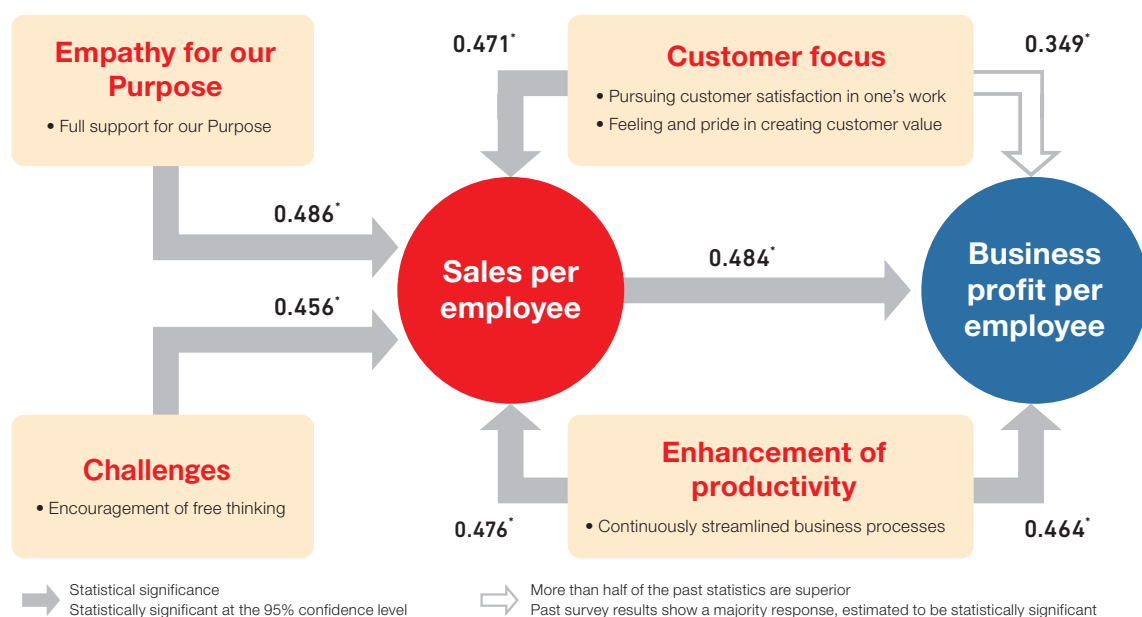 Empathy for our
Purpose
• Full support for our Purpose
0.471*
Customer focus
• Pursuing customer satisfaction in one's work
• Feeling and pride in creating customer value
0.349*
0.486*
0.456*
Sales per
employee
0.484*
Business
profit per
employee
Challenges
• Encouragement of free thinking
0.476*
Enhancement of
productivity
• Continuously streamlined business processes
0.464*
Statistical significance
Statistically significant at the 95% confidence level
More than half of the past statistics are superior
Past survey results show a majority response, estimated to be statistically significant